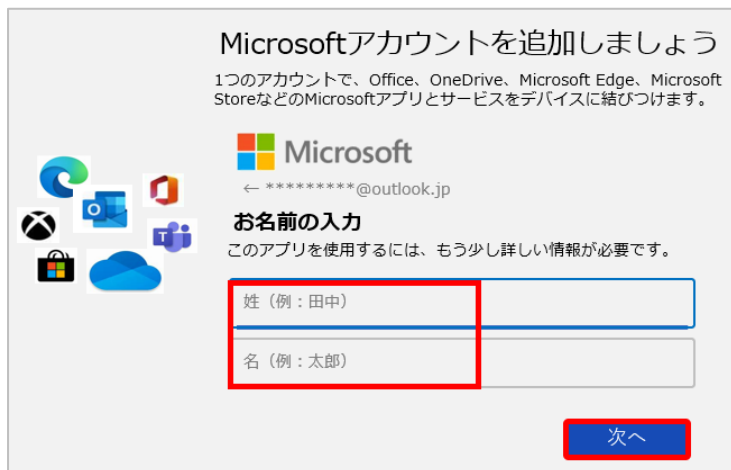 Microsoftアカウントを追加しましょう
1つのアカウントで、Office、OneDrive、Microsoft Edge、Microsoft
StoreなどのMicrosoftアプリとサービスをデバイスに結びつけます。
Microsoft
← *********@outlook.jp
お名前の入力
このアプリを使用するには、もう少し詳しい情報が必要です。
姓（例：田中）
名（例：太郎）
次へ